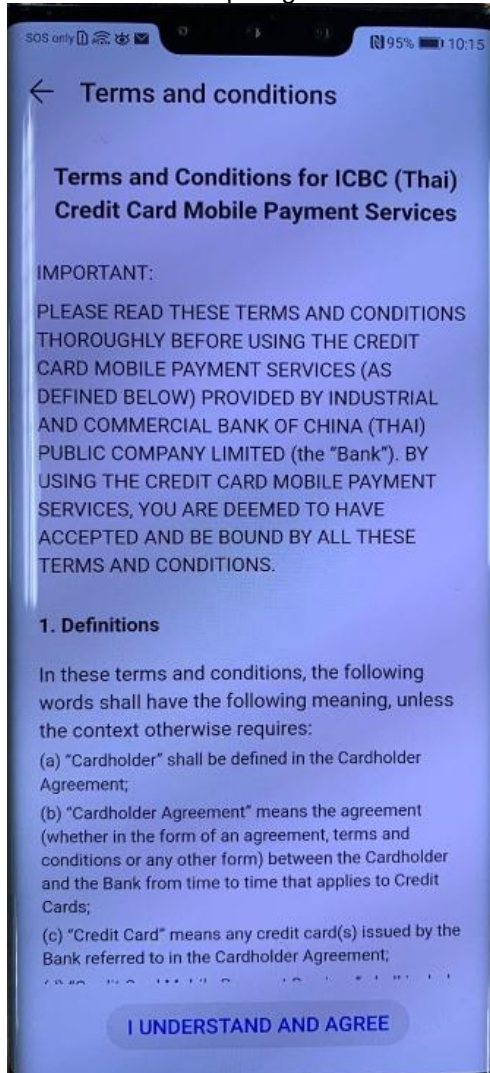 SOS only
95% 10:15
Terms and conditions
Terms and Conditions for ICBC (Thai)
Credit Card Mobile Payment Services
IMPORTANT:
PLEASE READ THESE TERMS AND CONDITIONS
THOROUGHLY BEFORE USING THE CREDIT
CARD MOBILE PAYMENT SERVICES (AS
DEFINED BELOW) PROVIDED BY INDUSTRIAL
AND COMMERCIAL BANK OF CHINA (THAI)
PUBLIC COMPANY LIMITED (the “Bank”). BY
USING THE CREDIT CARD MOBILE PAYMENT
SERVICES, YOU ARE DEEMED TO HAVE
ACCEPTED AND BE BOUND BY ALL THESE
TERMS AND CONDITIONS.
1. Definitions
In these terms and conditions, the following
words shall have the following meaning, unless
the context otherwise requires:
(a) “Cardholder” shall be defined in the Cardholder
Agreement;
(b) “Cardholder Agreement” means the agreement
(whether in the form of an agreement, terms and
conditions or any other form) between the Cardholder
and the Bank from time to time that applies to Credit
Cards;
(c) “Credit Card” means any credit card(s) issued by the
Bank referred to in the Cardholder Agreement;
I UNDERSTAND AND AGREE